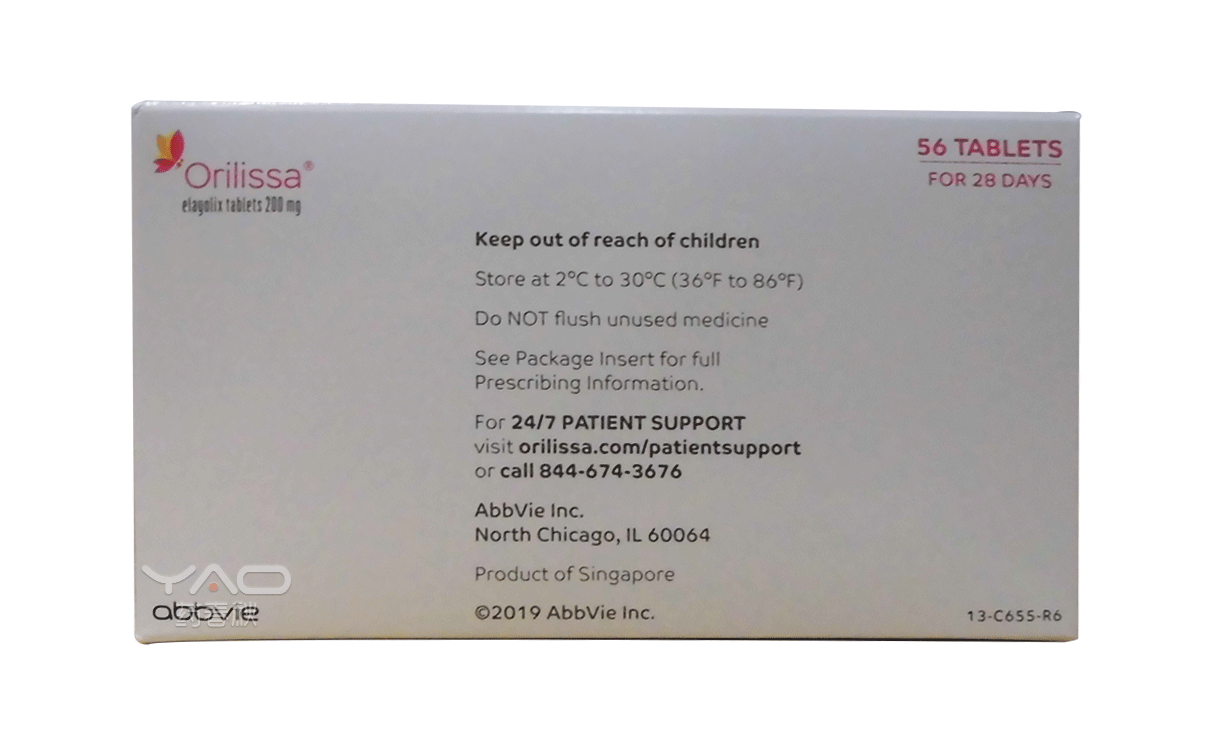 Orilissa®
elagolix tablets 200 mg
56 TABLETS
FOR 28 DAYS
Keep out of reach of children
Store at 2°C to 30°C (36°F to 86°F)
Do NOT flush unused medicine
See Package Insert for full
Prescribing Information.
For 24/7 PATIENT SUPPORT
visit orilissa.com/patientsupport
or call 844-674-3676
AbbVie Inc.
North Chicago, IL 60064
Product of Singapore
©2019 AbbVie Inc.
YAO
abbvie
13-C655-R6